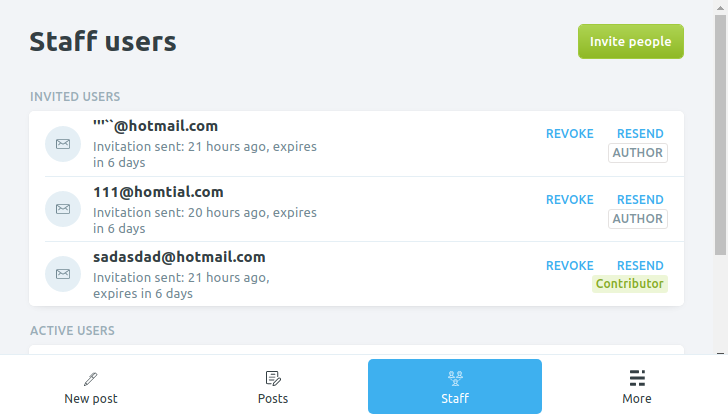 Staff users
Invite people
INVITED USERS
'''``@hotmail.com
Invitation sent: 21 hours ago, expires
in 6 days
REVOKE RESEND
AUTHOR
111@homtial.com
Invitation sent: 20 hours ago, expires
in 6 days
REVOKE RESEND
AUTHOR
sadasdad@hotmail.com
Invitation sent: 21 hours ago,
expires in 6 days
REVOKE RESEND
Contributor
ACTIVE USERS
New post
Posts
Staff
More